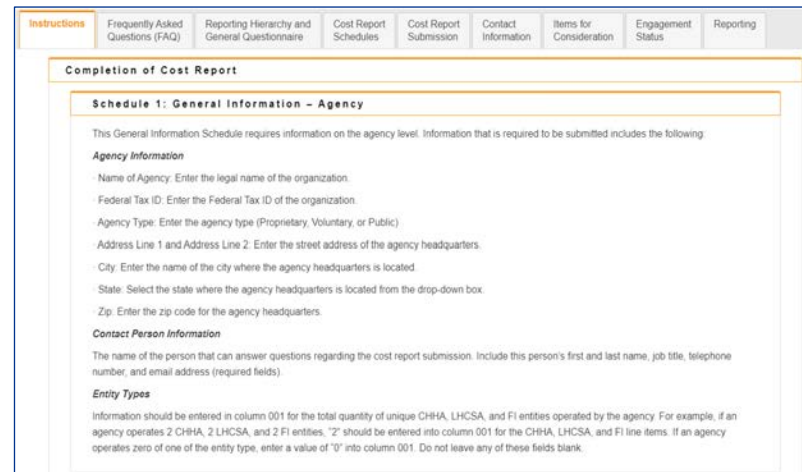 Instructions
Frequently Asked
Questions (FAQ)
Reporting Hierarchy and
General Questionnaire
Cost Report
Schedules
Cost Report
Submission
Contact
Information
Items for
Consideration
Engagement
Status
Reporting
Completion of Cost Report
Schedule 1: General Information – Agency
This General Information Schedule requires information on the agency level. Information that is required to be submitted includes the following:
Agency Information
· Name of Agency: Enter the legal name of the organization.
· Federal Tax ID: Enter the Federal Tax ID of the organization.
· Agency Type: Enter the agency type (Proprietary, Voluntary, or Public)
· Address Line 1 and Address Line 2: Enter the street address of the agency headquarters.
· City: Enter the name of the city where the agency headquarters is located.
· State: Select the state where the agency headquarters is located from the drop-down box.
· Zip: Enter the zip code for the agency headquarters.
Contact Person Information
The name of the person that can answer questions regarding the cost report submission. Include this person's first and last name, job title, telephone
number, and email address (required fields).
Entity Types
Information should be entered in column 001 for the total quantity of unique CHHA, LHCSA, and FI entities operated by the agency. For example, if an
agency operates 2 CHHA, 2 LHCSA, and 2 FI entities, "2" should be entered into column 001 for the CHHA, LHCSA, and FI line items. If an agency
operates zero of one of the entity type, enter a value of "0" into column 001. Do not leave any of these fields blank.